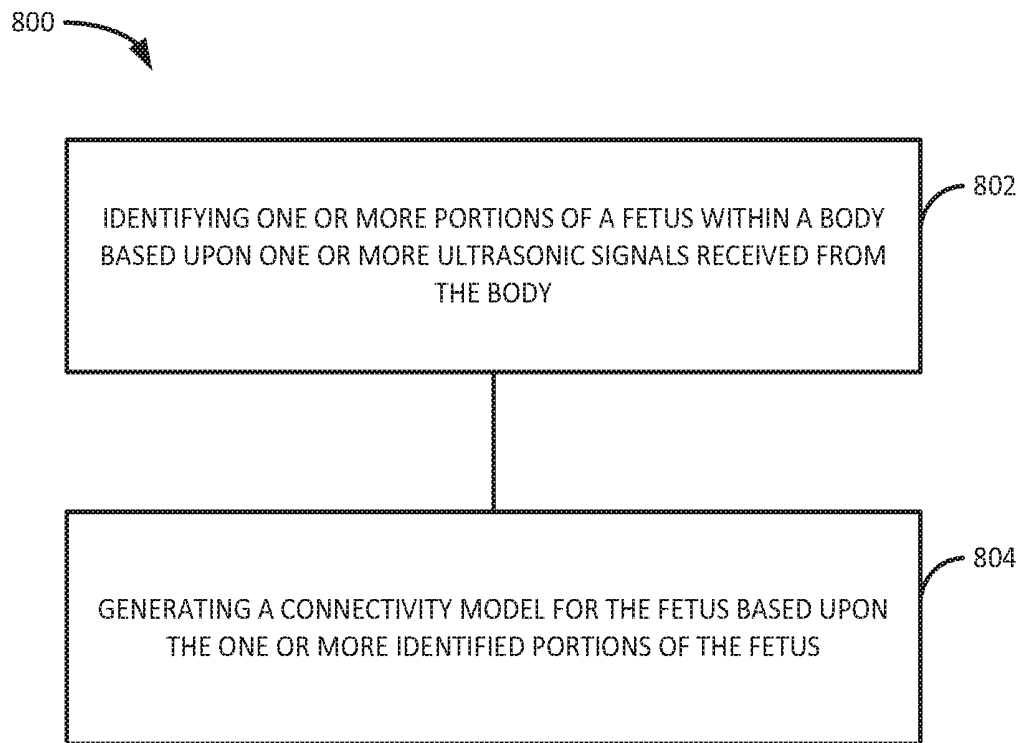 800
IDENTIFYING ONE OR MORE PORTIONS OF A FETUS WITHIN A BODY
BASED UPON ONE OR MORE ULTRASONIC SIGNALS RECEIVED FROM
THE BODY
802
GENERATING A CONNECTIVITY MODEL FOR THE FETUS BASED UPON
THE ONE OR MORE IDENTIFIED PORTIONS OF THE FETUS
804